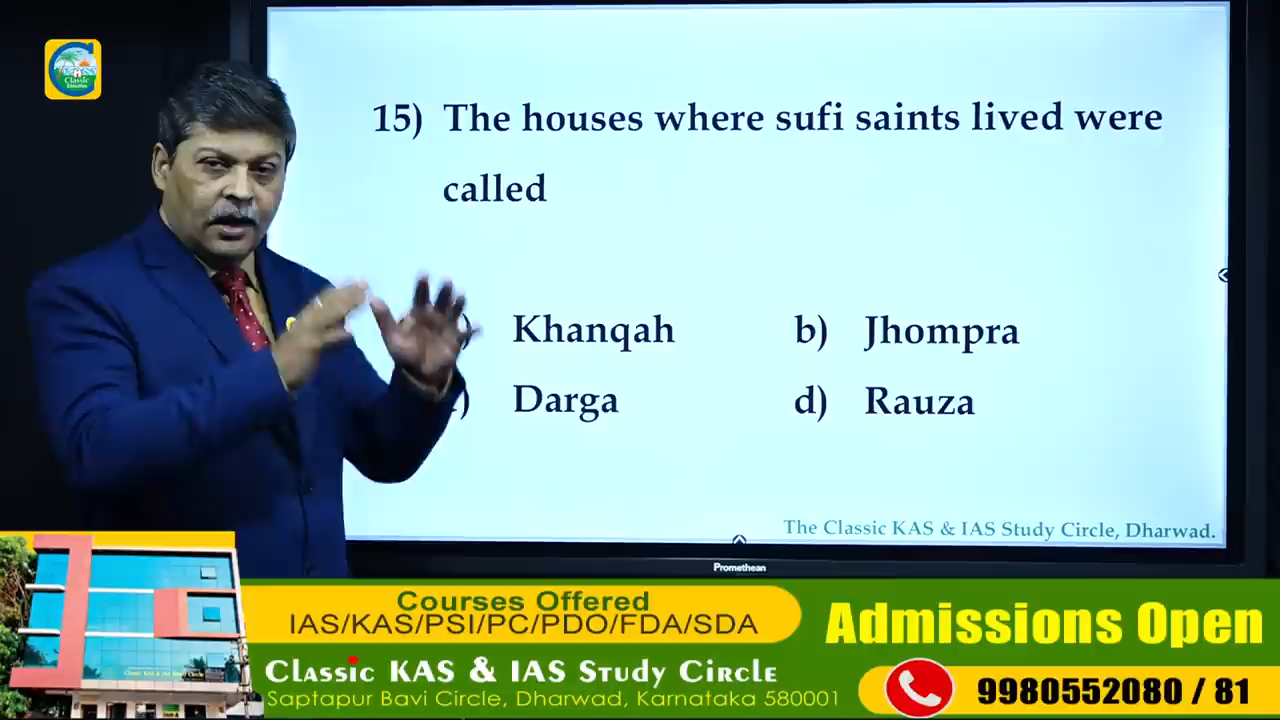 Classic
Education
15) The houses where sufi saints lived were
called
Khanqah b) Jhompra
Darga d) Rauza
The Classic KAS & IAS Study Circle, Dharwad.
Promethean
Courses Offered
IAS/KAS/PSI/PC/PDO/FDA/SDA
Admissions Open
Classic KAS & IAS Study Circle
Saptapur Bavi Circle, Dharwad, Karnataka 580001
9980552080 / 81